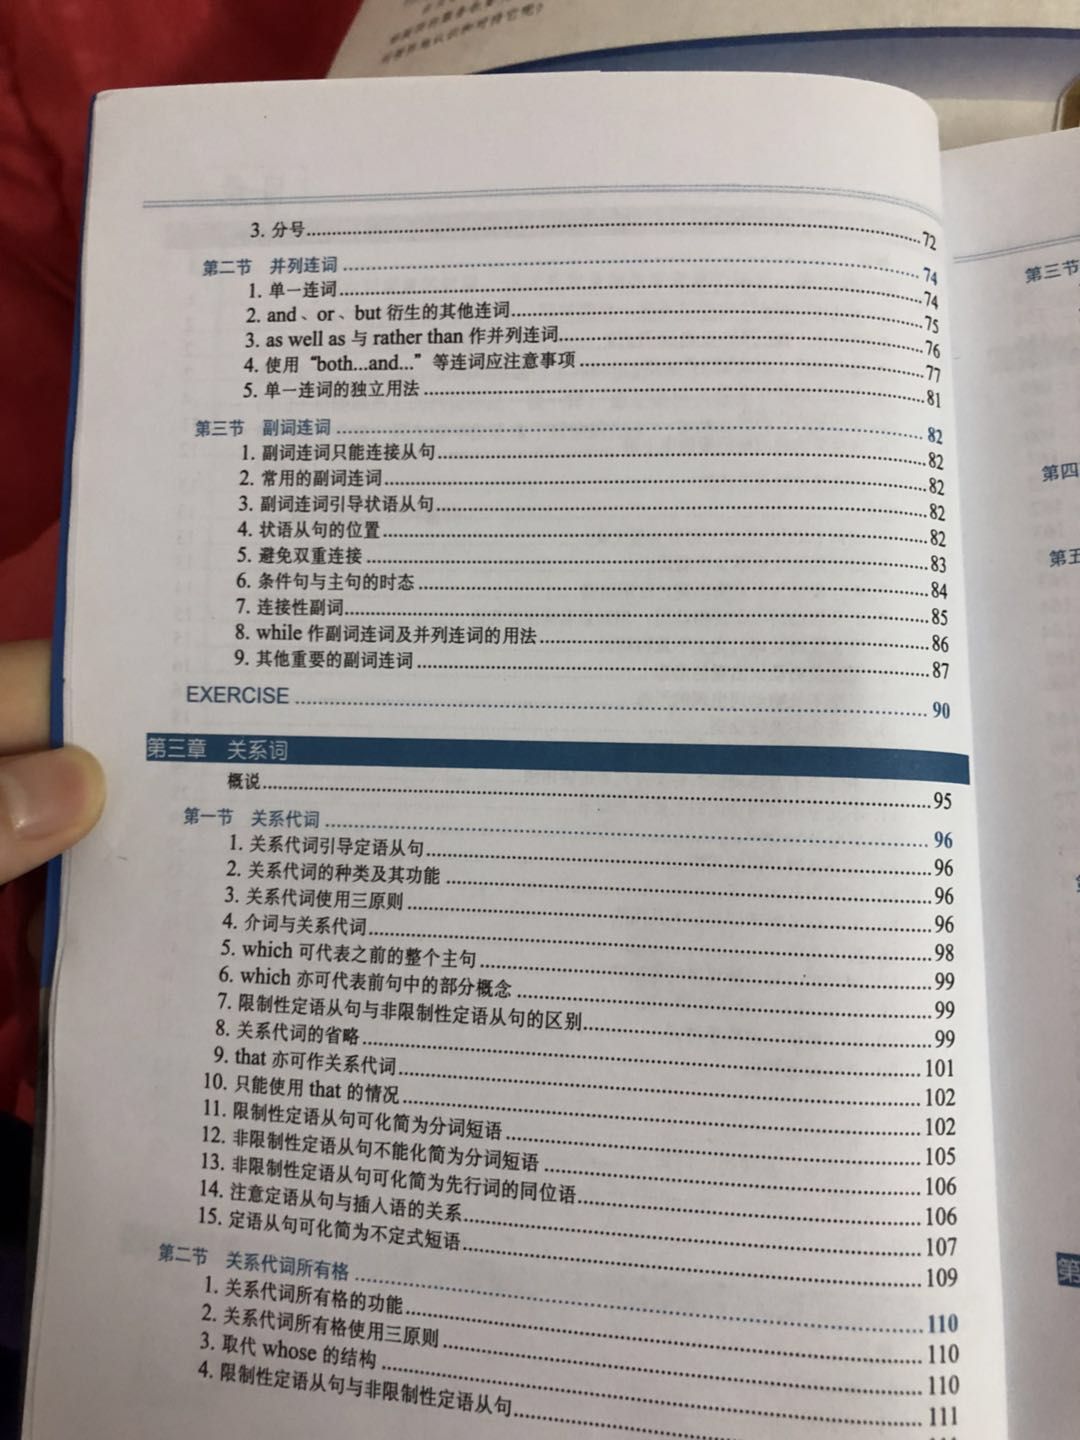 3. 分号 72
第二节 并列连词 74
1. 单一连词 74
2. and、or、but 衍生的其他连词 75
3. as well as 与 rather than 作并列连词 76
4. 使用“both...and...”等连词应注意事项 77
5. 单一连词的独立用法 81
第三节 副词连词 82
1. 副词连词只能连接从句 82
2. 常用的副词连词 82
3. 副词连词引导状语从句 82
4. 状语从句的位置 82
5. 避免双重连接 83
6. 条件句与主句的时态 84
7. 连接性副词 85
8. while 作副词连词及并列连词的用法 86
9. 其他重要的副词连词 87
EXERCISE 90
第三章 关系词
概说 95
第一节 关系代词 96
1. 关系代词引导定语从句 96
2. 关系代词的种类及其功能 96
3. 关系代词使用三原则 96
4. 介词与关系代词 98
5. which 可代表之前的整个主句 99
6. which 亦可代表前句中的部分概念 99
7. 限制性定语从句与非限制性定语从句的区别 99
8. 关系代词的省略 101
9. that 亦可作关系代词 102
10. 只能使用 that 的情况 102
11. 限制性定语从句可化简为分词短语 105
12. 非限制性定语从句不能化简为分词短语 106
13. 非限制性定语从句可化简为先行词的同位语 106
14. 注意定语从句与插入语的关系 107
15. 定语从句可化简为不定式短语 109
第二节 关系代词所有格 110
1. 关系代词所有格的功能 110
2. 关系代词所有格使用三原则 110
3. 取代 whose 的结构 111
4. 限制性定语从句与非限制性定语从句
第三节
第四
第五
第